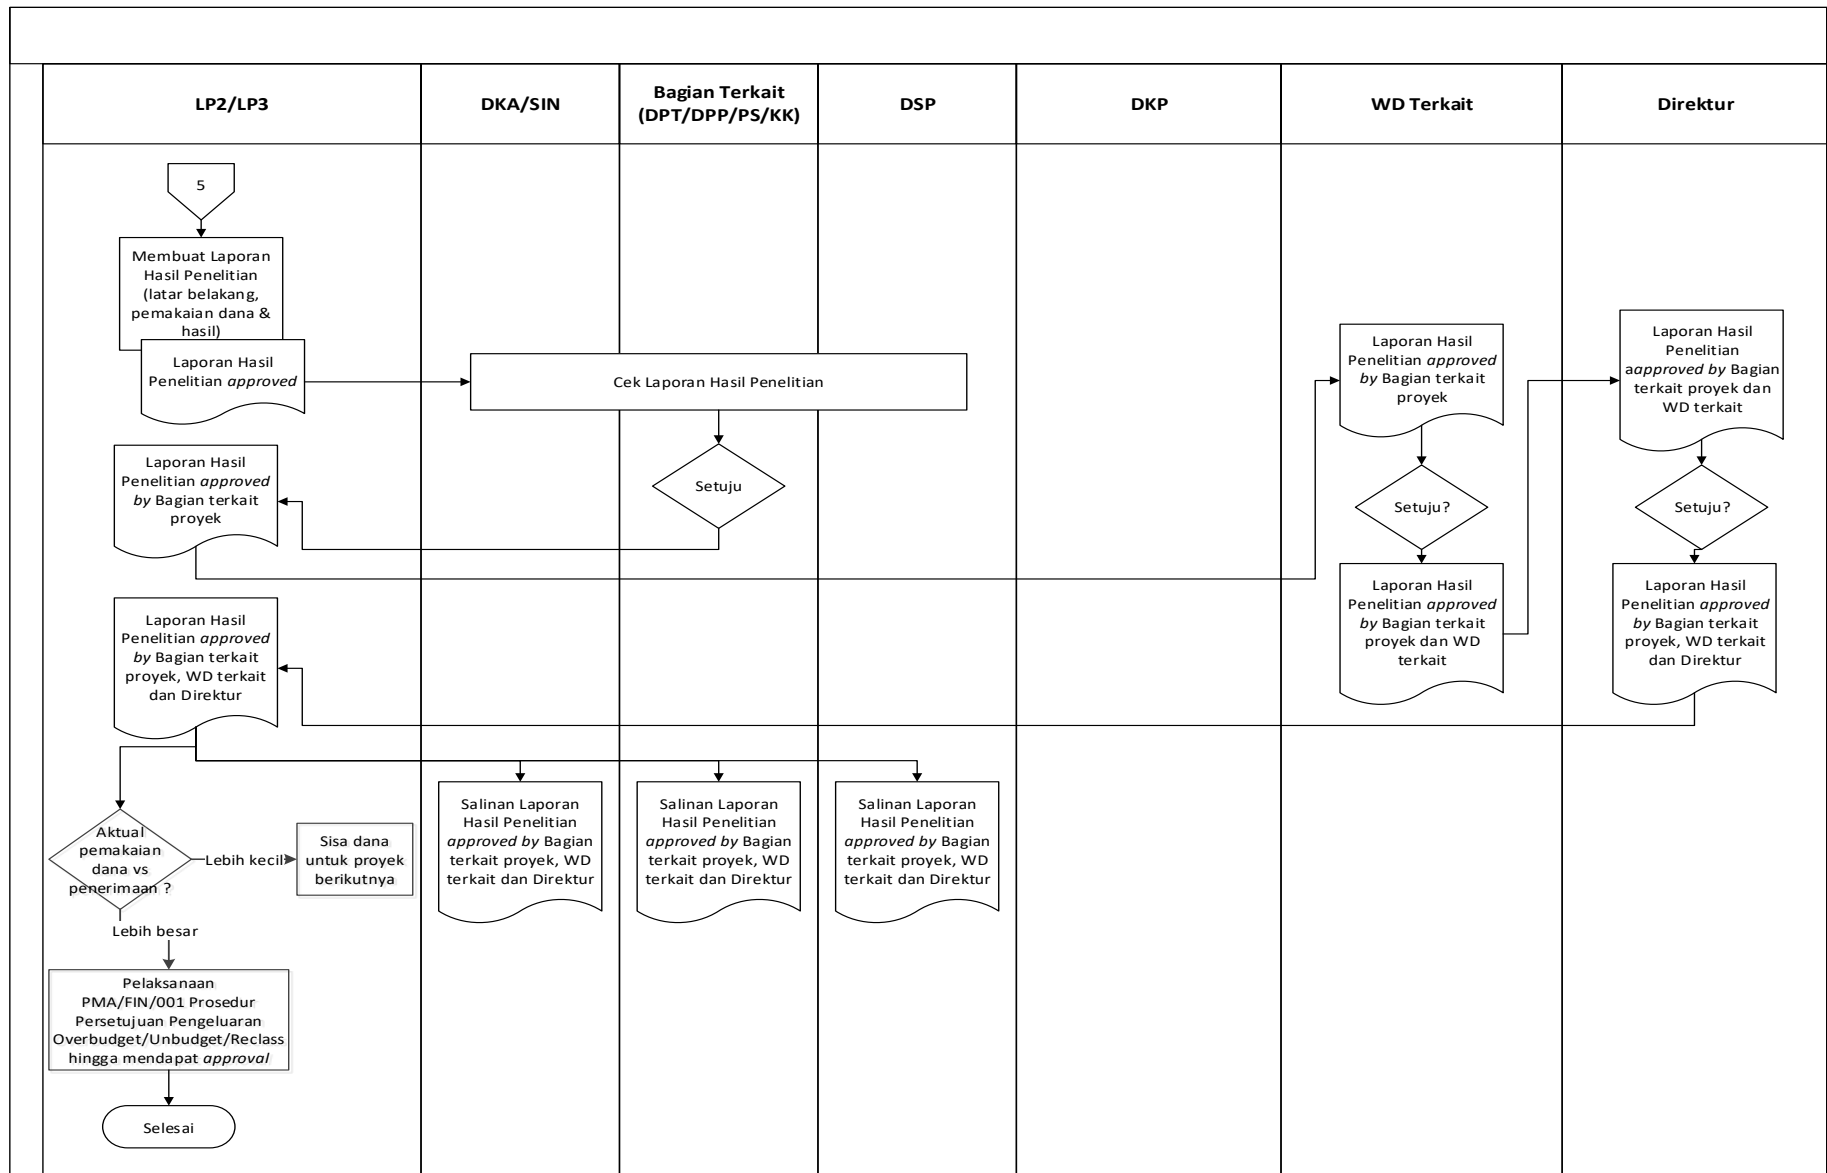 LP2/LP3
DKA/SIN
Bagian Terkait
(DPT/DPP/PS/KK)
DSP
DKP
WD Terkait
Direktur
5
Membuat Laporan
Hasil Penelitian
(latar belakang,
pemakaian dana &
hasil)
Laporan Hasil
Penelitian approved
Cek Laporan Hasil Penelitian
Setuju
Laporan Hasil
Penelitian approved
by Bagian terkait
proyek
Laporan Hasil
Penelitian approved
by Bagian terkait
proyek
Setuju?
Laporan Hasil
Penelitian approved
by Bagian terkait
proyek dan WD
terkait
Laporan Hasil
Penelitian
aapproved by Bagian
terkait proyek dan
WD terkait
Setuju?
Laporan Hasil
Penelitian approved
by Bagian terkait
proyek, WD terkait
dan Direktur
Laporan Hasil
Penelitian approved
by Bagian terkait
proyek, WD terkait
dan Direktur
Salinan Laporan
Hasil Penelitian
approved by Bagian
terkait proyek, WD
terkait dan Direktur
Salinan Laporan
Hasil Penelitian
approved by Bagian
terkait proyek, WD
terkait dan Direktur
Salinan Laporan
Hasil Penelitian
approved by Bagian
terkait proyek, WD
terkait dan Direktur
Aktual
pemakaian
dana vs
penerimaan ?
Lebih kecil
Sisa dana
untuk proyek
berikutnya
Lebih besar
Pelaksanaan
PMA/FIN/001 Prosedur
Persetujuan Pengeluaran
Overbudget/Unbudget/Reclass
hingga mendapat approval
Selesai